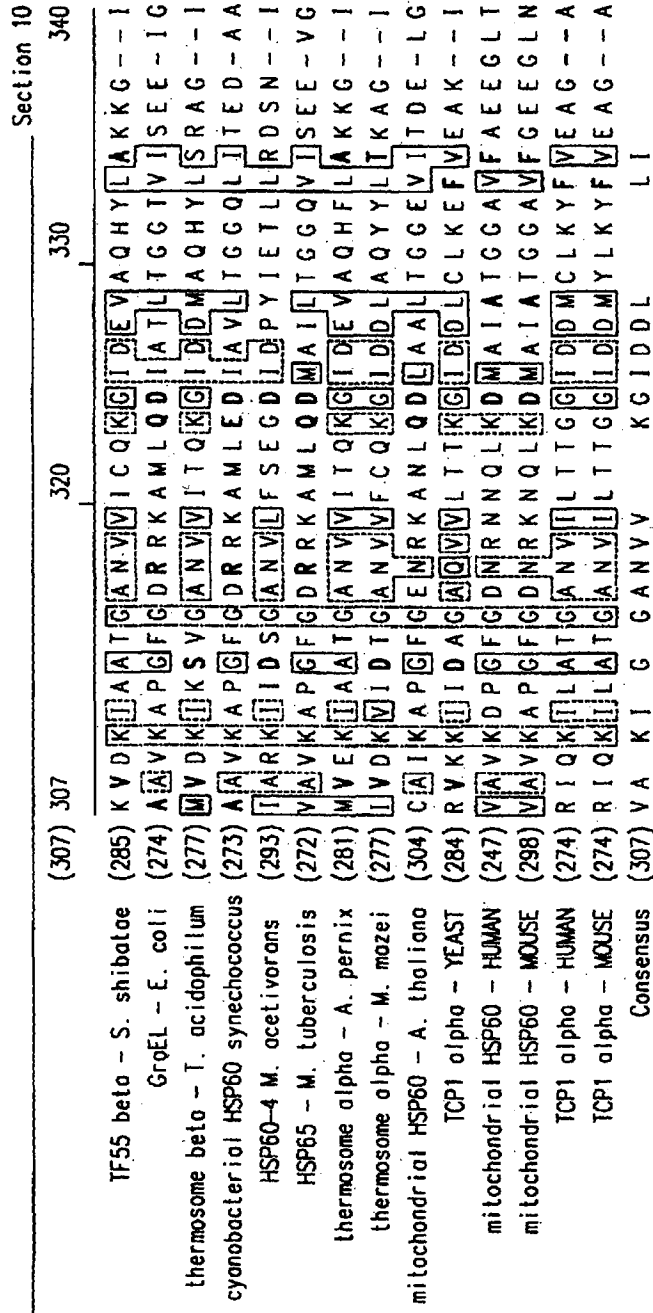 Section 10
(307) 307 320 330 340
TF55 beta – S. shibatae (285) K V D K I A A T G A N V V I C Q K G I D E V A Q H Y L A K K G - - I
GroEL – E. coli (274) A A V K A P G F G D R R K A M L Q D I A T L T G G T V I S E E - I G
thermosome beta – T. acidophilum (277) M V D K I K S V G A N V V I T Q K G I D D M A Q H Y L S R A G - - I
cyanobacterial HSP60 synechococcus (273) A A V K A P G F G D R R K A M L E D I A V L T G G Q L I T E D - A A
HSP60–4 M. acetivorans (293) I A R K I I D S G A N V L F S E G D I D P Y I E T L L R D S N - - I
HSP65 – M. tuberculosis (272) V A V K A P G F G D R R K A M L Q D M A I L T G G Q V I S E E - V G
thermosome alpha – A. pernix (281) M V E K I A A T G A N V V I T Q K G I D E V A Q H F L A K K G - - I
thermosome alpha – M. mazei (277) I V D K V I D T G A N V V F C Q K G I D D L A Q Y Y L T K A G - - I
mitochondrial HSP60 – A. thaliana (304) C A I K A P G F G E N R K A N L Q D L A A L T G G E V I T D E - L G
TCP1 alpha – YEAST (284) R V K K I I D A G A Q V V L T T K G I D D L C L K E F V E A K - - I
mitochondrial HSP60 – HUMAN (247) V A V K D P G F G D N R N N Q L K D M A I A T G G A V F A E E G L T
mitochondrial HSP60 – MOUSE (298) V A V K A P G F G D N R K N Q L K D M A I A T G G A V F G E E G L N
TCP1 alpha – HUMAN (274) R I Q K I L A T G A N V I L T T G G I D D M C L K Y F V E A G - - A
TCP1 alpha – MOUSE (274) R I Q K I L A T G A N V I L T T G G I D D M Y L K Y F V E A G - - A
Consensus (307) V A K I G G A N V V K G I D D L L I